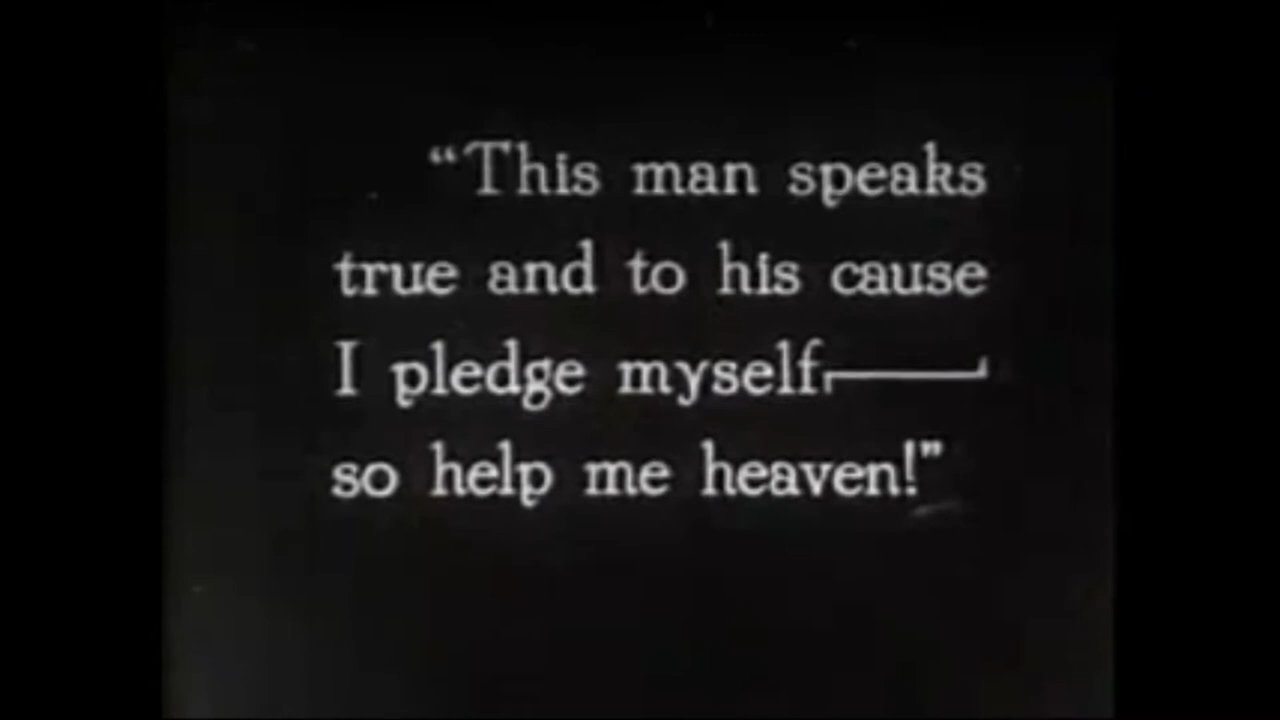 “This man speaks
true and to his cause
I pledge myself—
so help me heaven!”